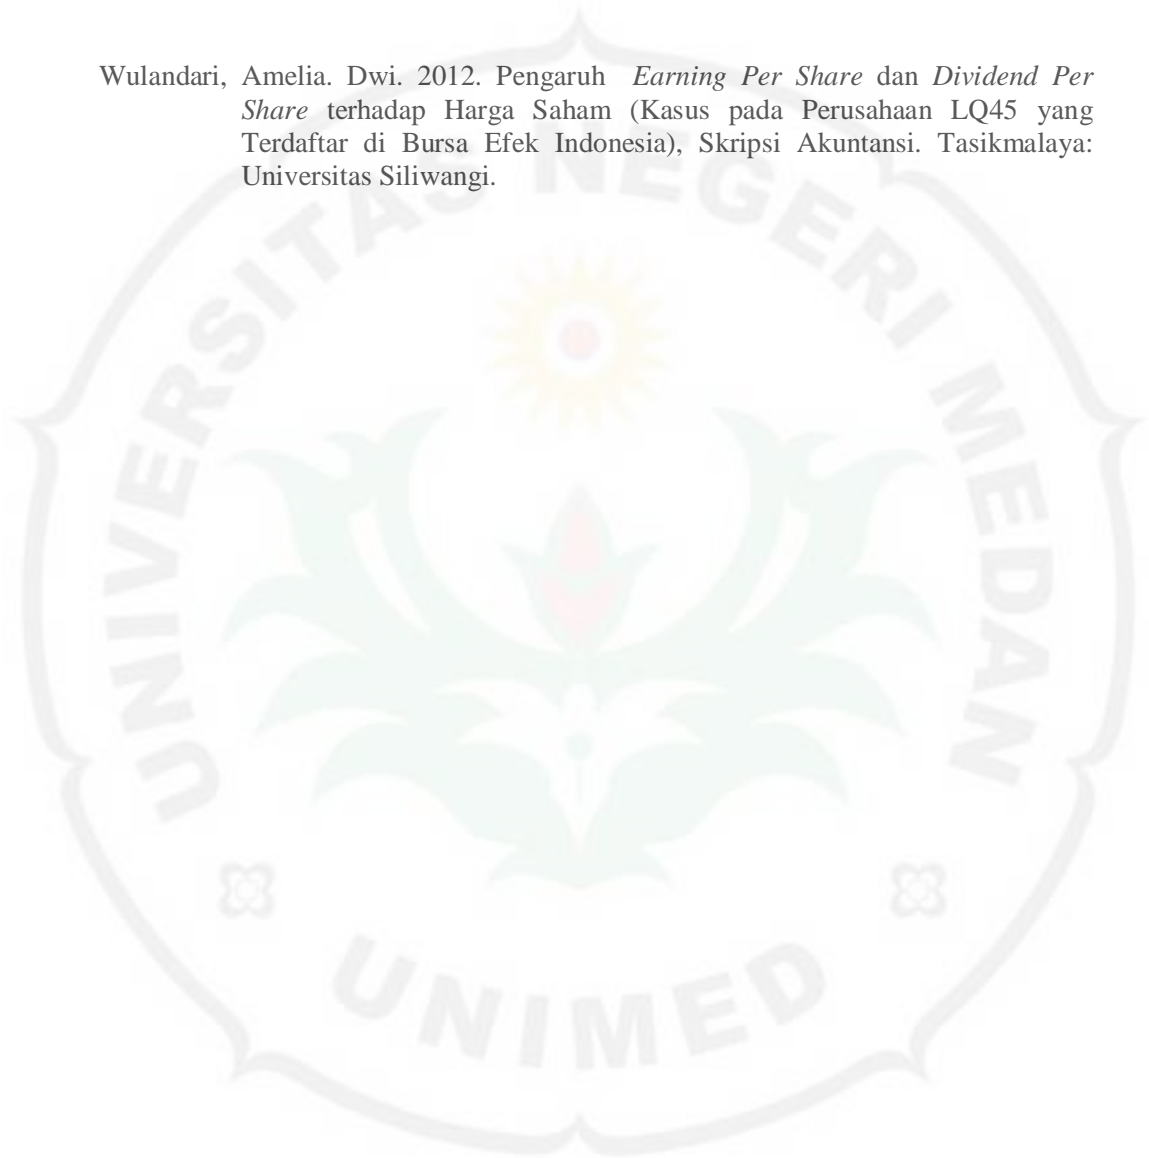 Wulandari, Amelia. Dwi. 2012. Pengaruh Earning Per Share dan Dividend Per
Share terhadap Harga Saham (Kasus pada Perusahaan LQ45 yang
Terdaftar di Bursa Efek Indonesia), Skripsi Akuntansi. Tasikmalaya:
Universitas Siliwangi.
UNIVERSITAS NEGERI MEDAN
UNIMED